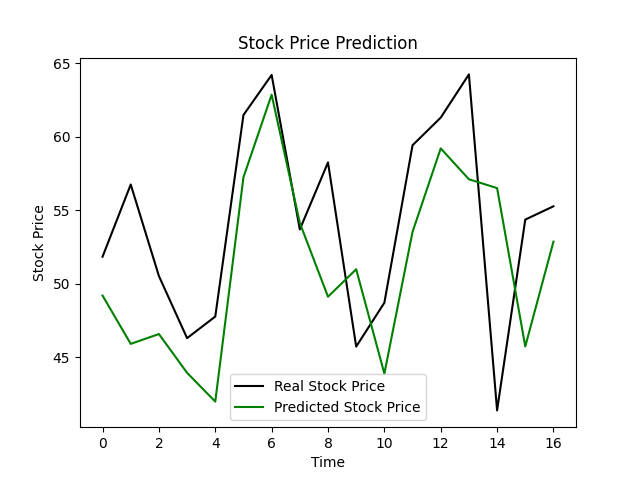 Stock Price Prediction
65
60
55
50
45
Stock Price
Real Stock Price
Predicted Stock Price
0 2 4 6 8 10 12 14 16
Time